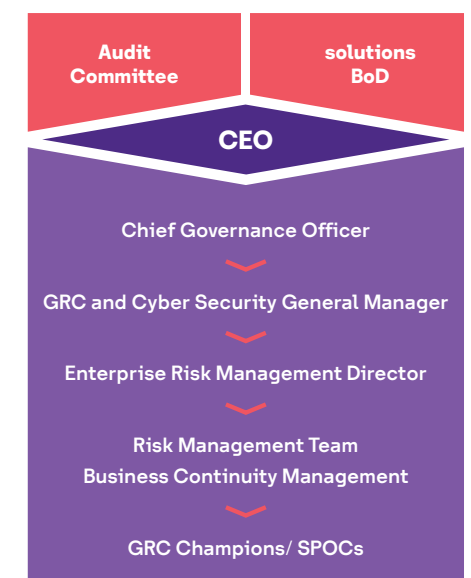 Audit
Committee
solutions
BoD
CEO
Chief Governance Officer
GRC and Cyber Security General Manager
Enterprise Risk Management Director
Risk Management Team
Business Continuity Management
GRC Champions/ SPOCs